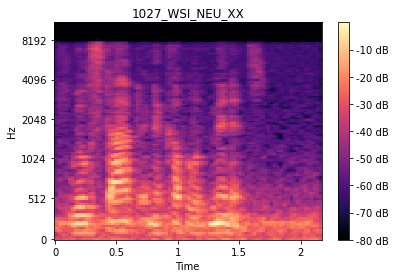 1027_WSI_NEU_XX
8192
4096
2048
1024
512
0
Hz
0
0.5
1
1.5
2
Time
-10 dB
-20 dB
-30 dB
-40 dB
-50 dB
-60 dB
-70 dB
-80 dB